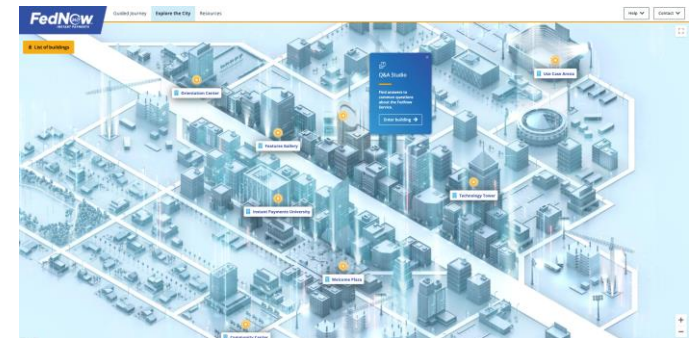 FedNow
INSTANT PAYMENTS
Guided Journey
Explore the City
Resources
Help
Contact
List of buildings
Q&A Studio
Find answers to
common questions
about the FedNow
Service.
Enter building
Use Case Arena
Orientation Center
Features Gallery
Technology Tower
Instant Payments University
Welcome Plaza
Community Center